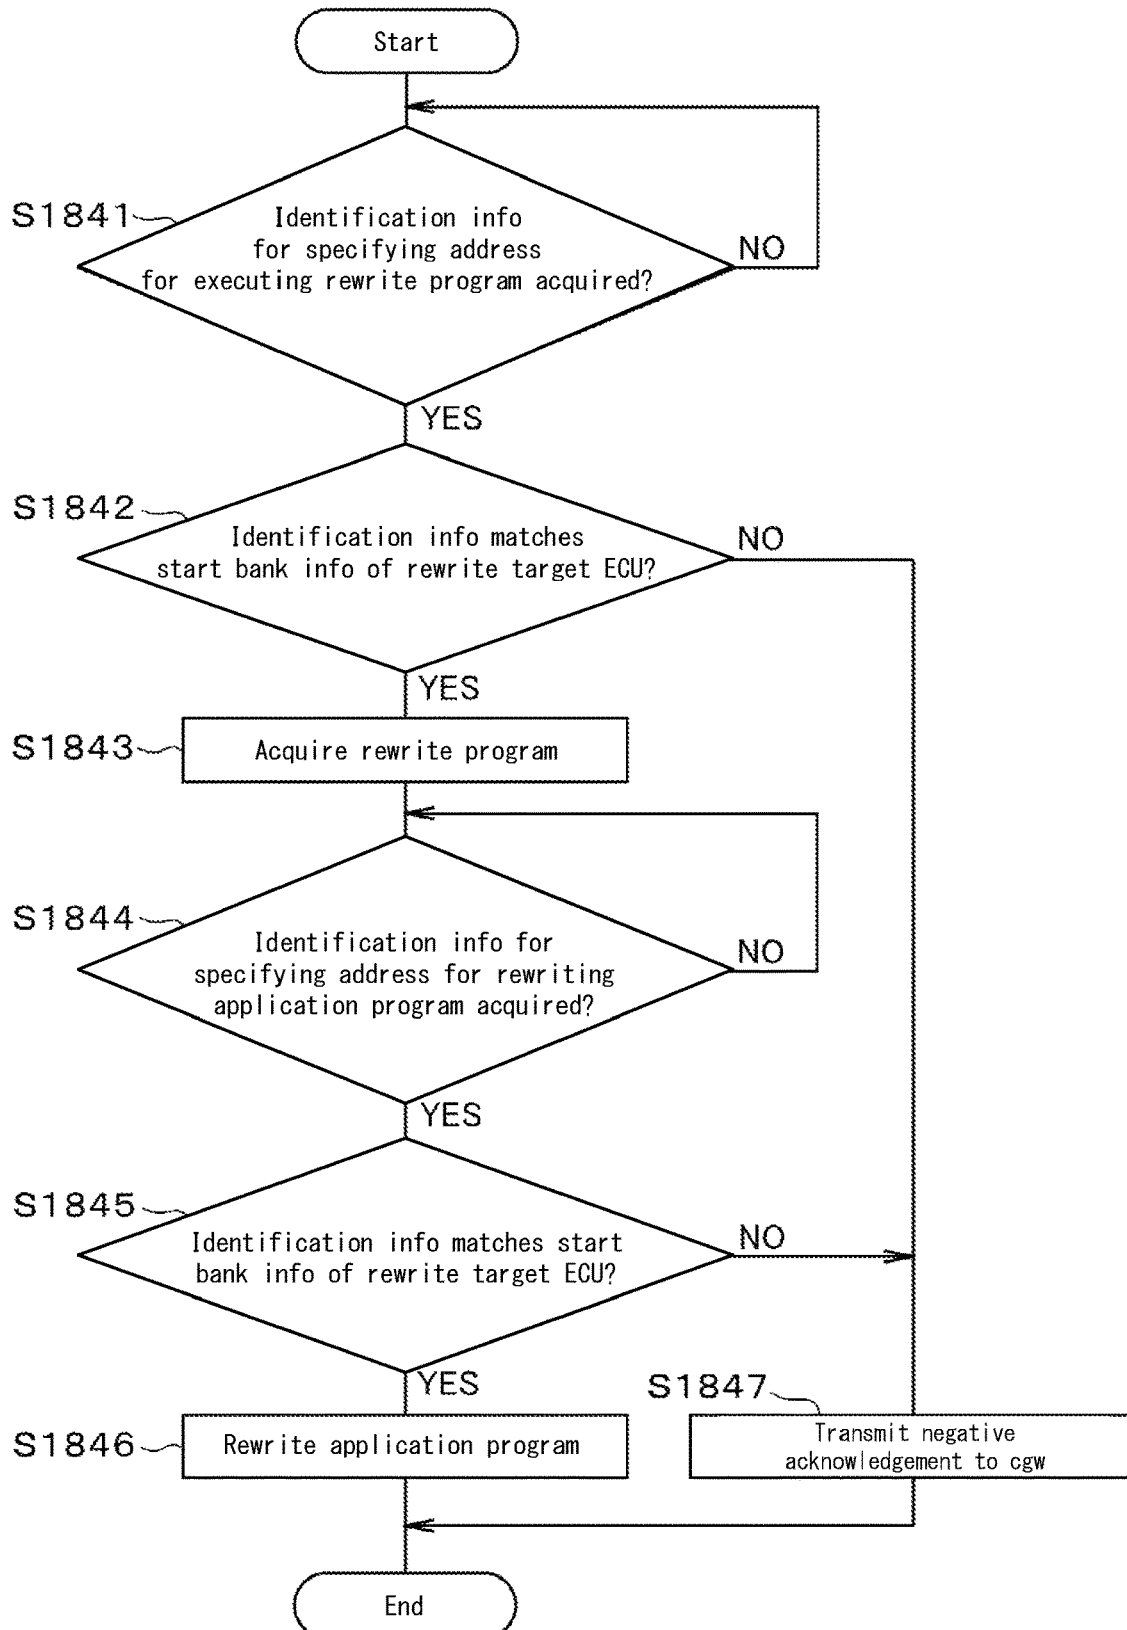 Start
S1841
Identification info
for specifying address
for executing rewrite program acquired?
NO
YES
S1842
Identification info matches
start bank info of rewrite target ECU?
NO
YES
S1843
Acquire rewrite program
S1844
Identification info for
specifying address for rewriting
application program acquired?
NO
YES
S1845
Identification info matches start
bank info of rewrite target ECU?
NO
YES
S1846
Rewrite application program
S1847
Transmit negative
acknowledgement to cgw
End